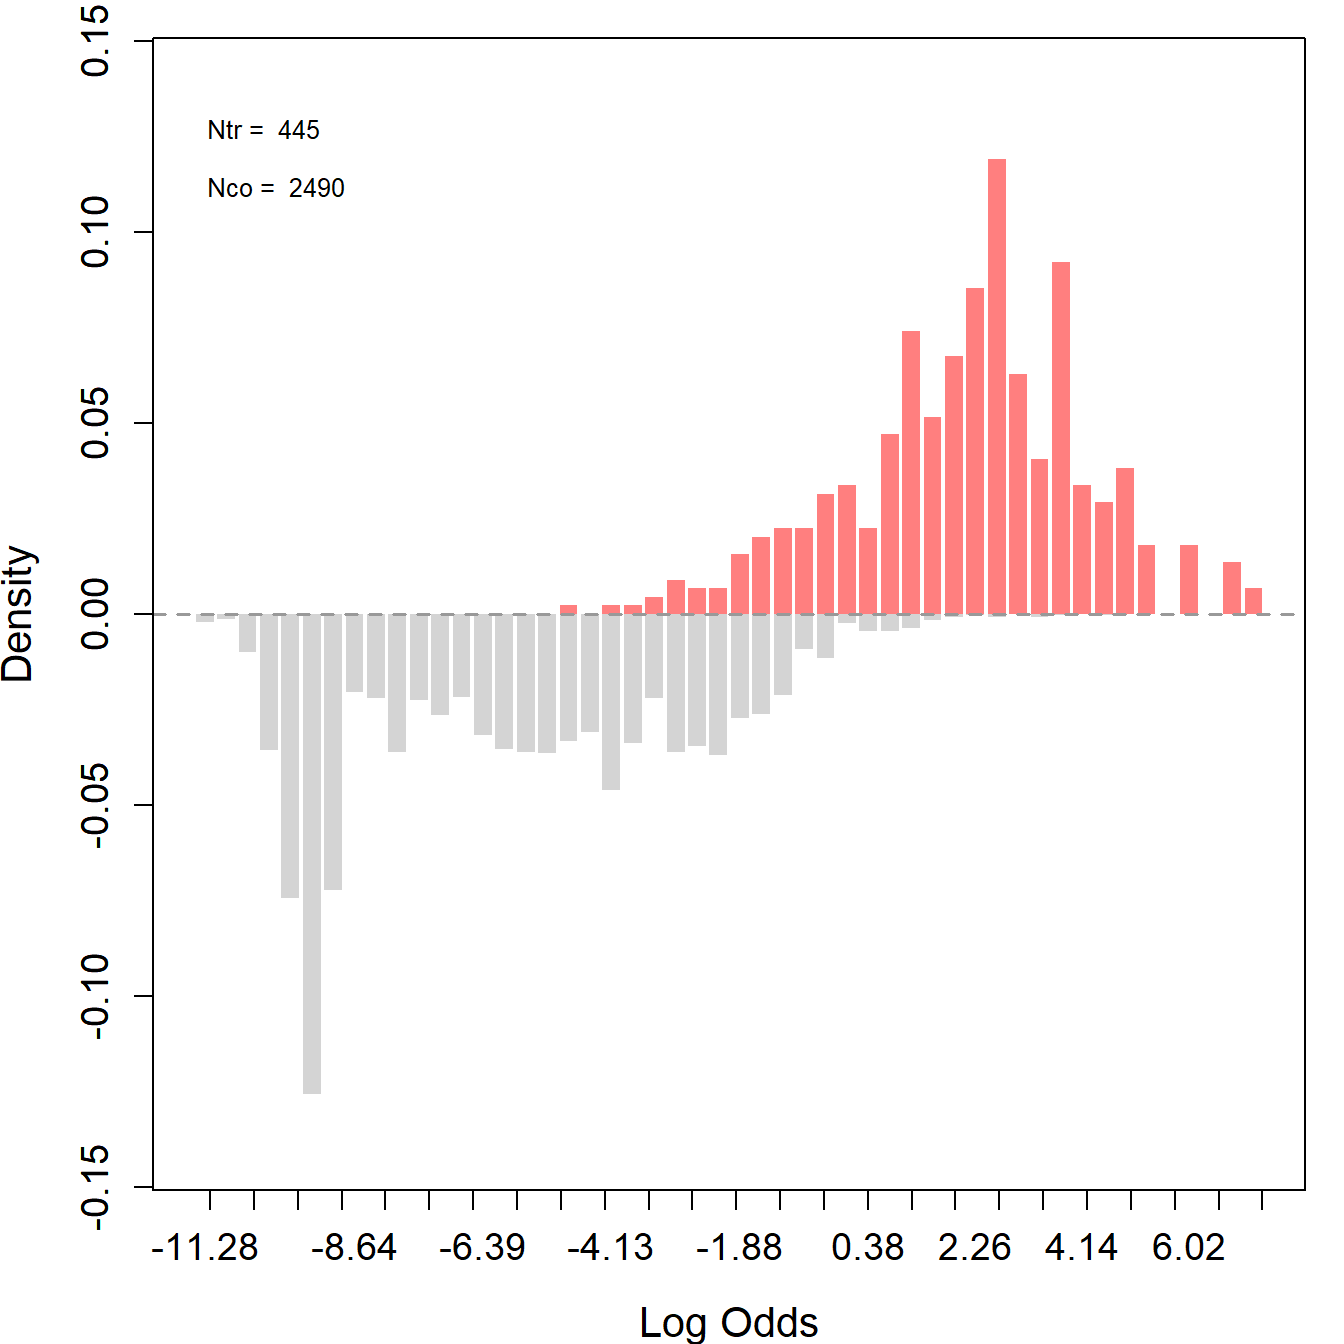 Ntr =  445
Nco =  2490
0.15
0.10
0.05
0.00
-0.05
-0.10
-0.15
Density
-11.28 -8.64 -6.39 -4.13 -1.88 0.38 2.26 4.14 6.02
Log Odds